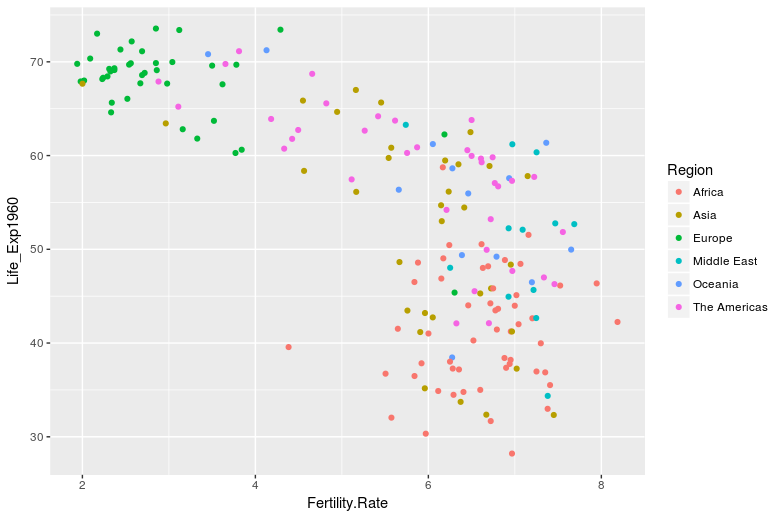 70
60
50
40
30
Life_Exp1960
2
4
6
8
Fertility.Rate
Region
Africa
Asia
Europe
Middle East
Oceania
The Americas